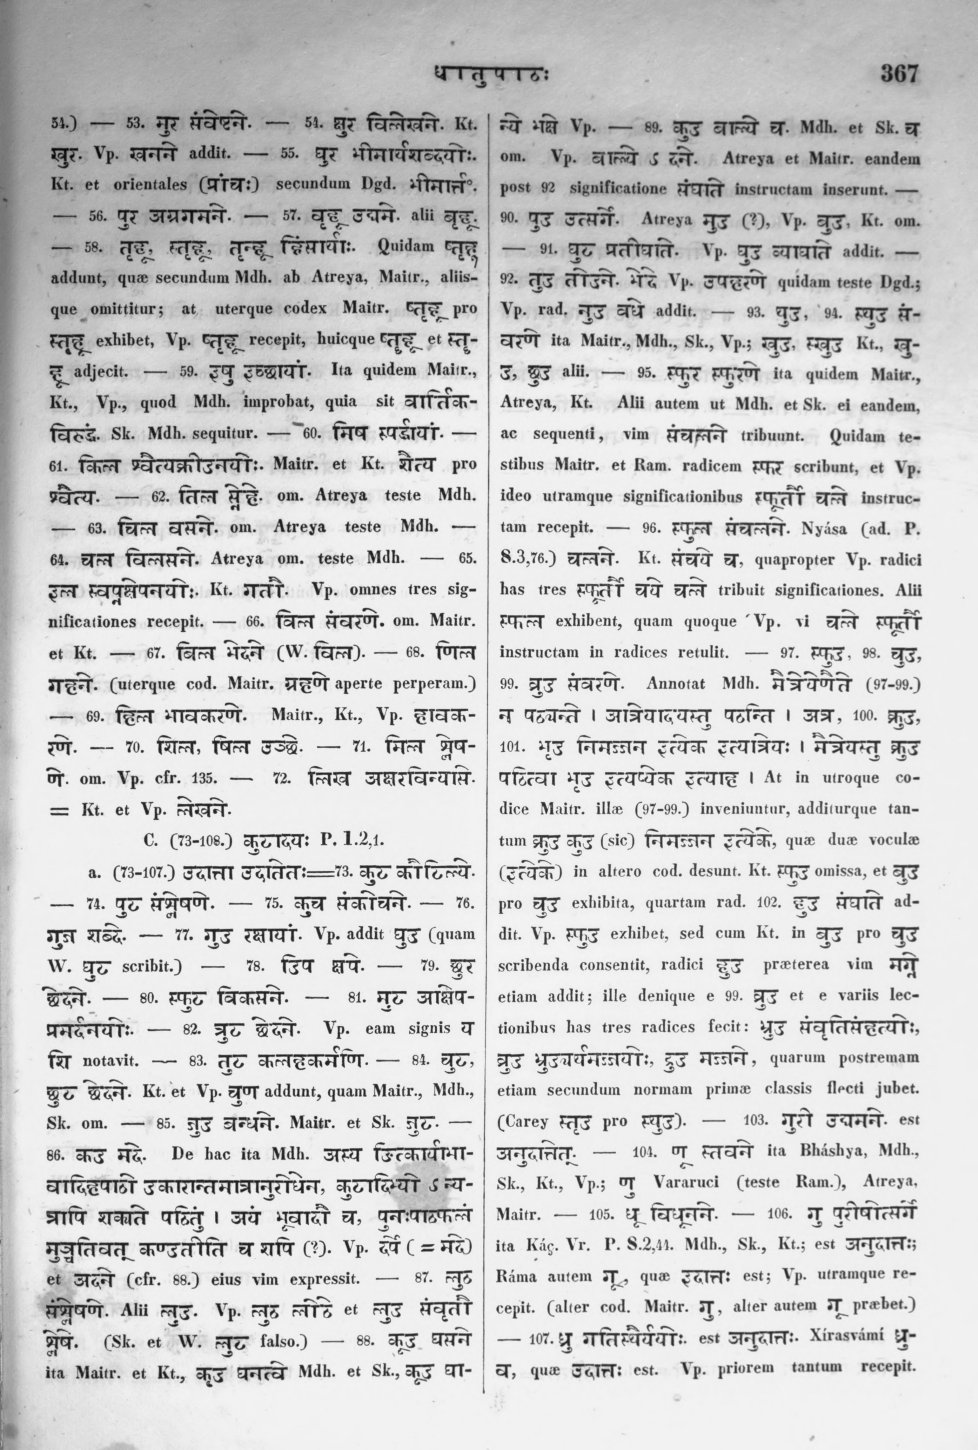 धातुपाठः
367
54.) — 53. गुर संवेष्टने. — 54. क्षुर विलेखने. Kt.
खुर. Vp. खनने addit. — 55. घुर भीमार्थशब्दयोः.
Kt. et orientales (प्रांचः) secundum Dgd. भीमार्त्त°.
— 56. पुर अग्रगमने. — 57. वृहू उद्यमे. alii बृहू.
— 58. तृहू, स्तृहू, तृन्हू हिंसार्थाः. Quidam ष्तृहू
addunt, quæ secundum Mdh. ab Atreya, Maitr., aliis-
que omittitur; at uterque codex Maitr. ष्तृहू pro
स्तृहू exhibet, Vp. ष्तृहू recepit, huicque ष्तॄहू et स्तॄ-
हू adjecit. — 59. इषु इच्छायां. Ita quidem Maitr.,
Kt., Vp., quod Mdh. improbat, quia sit वार्त्तिक-
विरुद्धं. Sk. Mdh. sequitur. — 60. मिष स्पर्द्धायां. —
61. किल श्वैत्यक्रीडनयोः. Maitr. et Kt. शैत्य pro
श्वैत्य. — 62. तिल स्नेहे. om. Atreya teste Mdh.
— 63. चिल वसने. om. Atreya teste Mdh. —
64. चल विलसने. Atreya om. teste Mdh. — 65.
इल स्वप्नक्षेपनयोः. Kt. गतौ. Vp. omnes tres sig-
nificationes recepit. — 66. विल संवरणे. om. Maitr.
et Kt. — 67. बिल भेदने (W. विल). — 68. णिल
गहने. (uterque cod. Maitr. ग्रहणे aperte perperam.)
— 69. हिल भावकरणे. Maitr., Kt., Vp. हावक-
रणे. — 70. शिल, षिल उञ्छे. — 71. मिल श्लेष-
णे. om. Vp. cfr. 135. — 72. लिख अक्षरविन्यासे.
= Kt. et Vp. लेखने.
C. (73-108.) कुटादयः P. 1.2,1.
a. (73-107.) उदात्ता उदातेतः==73. कुट कौटिल्ये.
— 74. पुट संश्लेषणे. — 75. कुच संकोचने. — 76.
गुज शब्दे. — 77. गुड रक्षायां. Vp. addit घुड (quam
W. घुट scribit.) — 78. डिप क्षेपे. — 79. छुर
छेदने. — 80. स्फुट विकसने. — 81. मुट आक्षेप-
प्रमर्दनयोः. — 82. त्रुट छेदने. Vp. eam signis य
शि notavit. — 83. तुट कलहकर्मणि. — 84. चुट,
छुट छेदने. Kt. et Vp. चुण addunt, quam Maitr., Mdh.,
Sk. om. — 85. जुड बन्धने. Maitr. et Sk. जुट. —
86. कड मदे. De hac ita Mdh. अस्य ङित्कार्याभा-
वादिहपाठो उकारान्तमात्रानुरोधेन, कुटादिभ्यो ऽ न्य-
त्रापि शक्यते पठितुं । अयं भूवादौ च, पुनःपाठफलं
मुञ्चतिवत् कण्डतीति च शपि (?). Vp. दर्पे (= मदे)
et अदने (cfr. 88.) eius vim expressit. — 87. लुठ
संश्लेषणे. Alii लुड. Vp. लुठ लोठे et लुड संवृतौ
श्लेषे. (Sk. et W. लुट falso.) — 88. कृड घसने
ita Maitr. et Kt., कृड घनत्वे Mdh. et Sk., कृड घा-
न्ये भक्षे Vp. — 89. कुड बाल्ये च. Mdh. et Sk. च
om. Vp. बाल्ये ऽ दने. Atreya et Maitr. eandem
post 92 significatione संघाते instructam inserunt. —
90. पुड उत्सर्गे. Atreya मुड (?), Vp. बुड, Kt. om.
— 91. घुट प्रतीघाते. Vp. घुड व्याघाते addit. —
92. तुड तोडने. भेदे Vp. उपहरणे quidam teste Dgd.;
Vp. rad. नुड वधे addit. — 93. थुड, 94. स्थुड सं-
वरणे ita Maitr., Mdh., Sk., Vp.; खुड, स्खुड Kt., खु-
ड, छुड alii. — 95. स्फुर स्फुरणे ita quidem Maitr.,
Atreya, Kt. Alii autem ut Mdh. et Sk. ei eandem,
ac sequenti, vim संचलने tribuunt. Quidam te-
stibus Maitr. et Ram. radicem स्फर scribunt, et Vp.
ideo utramque significationibus स्फूर्तौ चले instruc-
tam recepit. — 96. स्फुल संचलने. Nyása (ad. P.
8.3,76.) चलने. Kt. संचये च, quapropter Vp. radici
has tres स्फूर्तौ चये चले tribuit significationes. Alii
स्फल exhibent, quam quoque Vp. vi चले स्फूर्तौ
instructam in radices retulit. — 97. स्फुड, 98. चुड,
99. व्रुड संवरणे. Annotat Mdh. मैत्रेयेणैते (97-99.)
न पठ्यन्ते । आत्रेयादयस्तु पठन्ति । अत्र, 100. क्रुड,
101. भृड निमज्जन इत्येक इत्यात्रेयः । मैत्रेयस्तु क्रुड
पठित्वा भृड इत्यप्येक इत्याह । At in utroque co-
dice Maitr. illæ (97-99.) inveniuntur, additurque tan-
tum क्रुड कुड (sic) निमज्जन इत्येके, quæ duæ voculæ
(इत्येके) in altero cod. desunt. Kt. स्फुड omissa, et बुड
pro चुड exhibita, quartam rad. 102. हुड संघाते ad-
dit. Vp. स्फुड exhibet, sed cum Kt. in बुड pro चुड
scribenda consentit, radici हुड præterea vim मग्ने
etiam addit; ille denique e 99. व्रुड et e variis lec-
tionibus has tres radices fecit: भ्रुड संवृतिसंहत्योः,
व्रुड भ्रुड्यर्थमज्जयोः, द्रुड मज्जने, quarum postremam
etiam secundum normam primæ classis flecti jubet.
(Carey स्तृड pro स्थुड). — 103. गुरी उद्यमने. est
अनुदात्तेत्. — 104. णू स्तवने ita Bháshya, Mdh.,
Sk., Kt., Vp.; णु Vararuci (teste Ram.), Atreya,
Maitr. — 105. धू विधूनने. — 106. गु पुरीषोत्सर्गे
ita Káç. Vr. P. 8.2,44. Mdh., Sk., Kt.; est अनुदात्तः;
Ráma autem गू, quæ इदात्तः est; Vp. utramque re-
cepit. (alter cod. Maitr. गु, alter autem गू præbet.)
— 107. ध्रु गतिस्थैर्ययोः. est अनुदात्तः. Xírasvámí ध्रु-
व, quæ उदात्तः est. Vp. priorem tantum recepit.